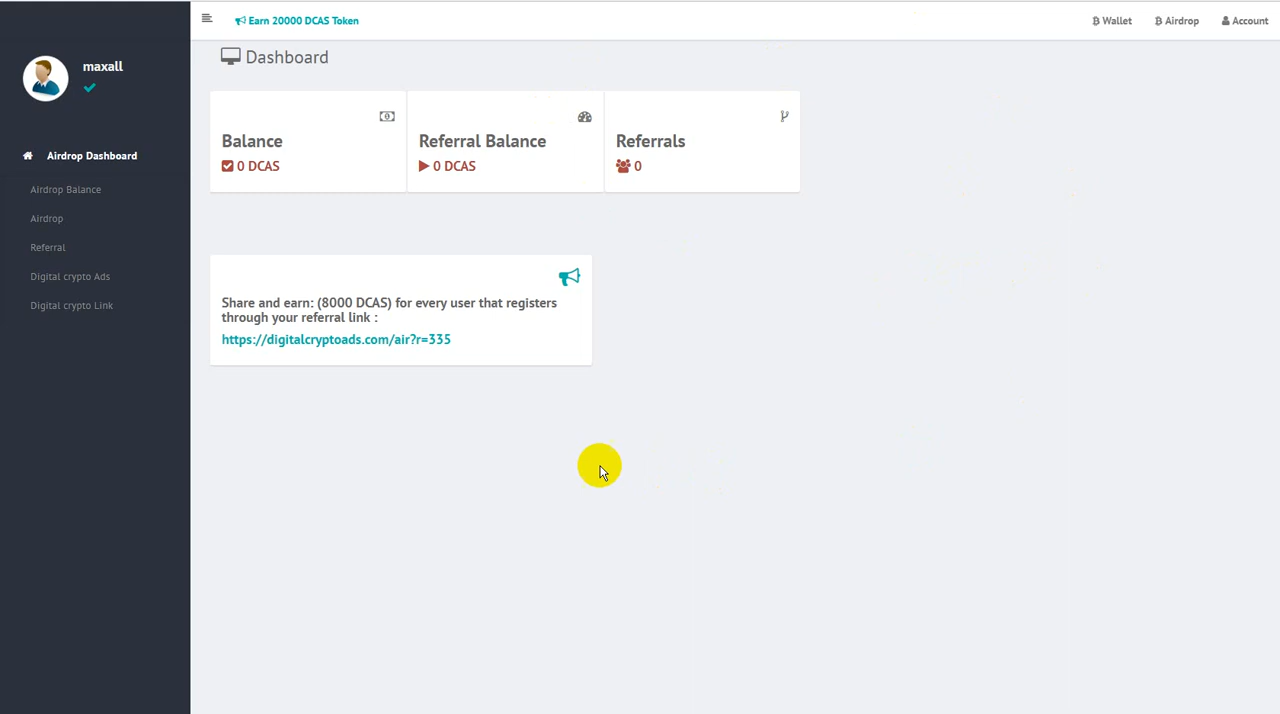 Earn 20000 DCAS Token
Wallet
Airdrop
Account
maxall
Airdrop Dashboard
Airdrop Balance
Airdrop
Referral
Digital crypto Ads
Digital crypto Link
Dashboard
Balance
0 DCAS
Referral Balance
0 DCAS
Referrals
0
Share and earn: (8000 DCAS) for every user that registers
through your referral link :
https://digitalcryptoads.com/air?r=335